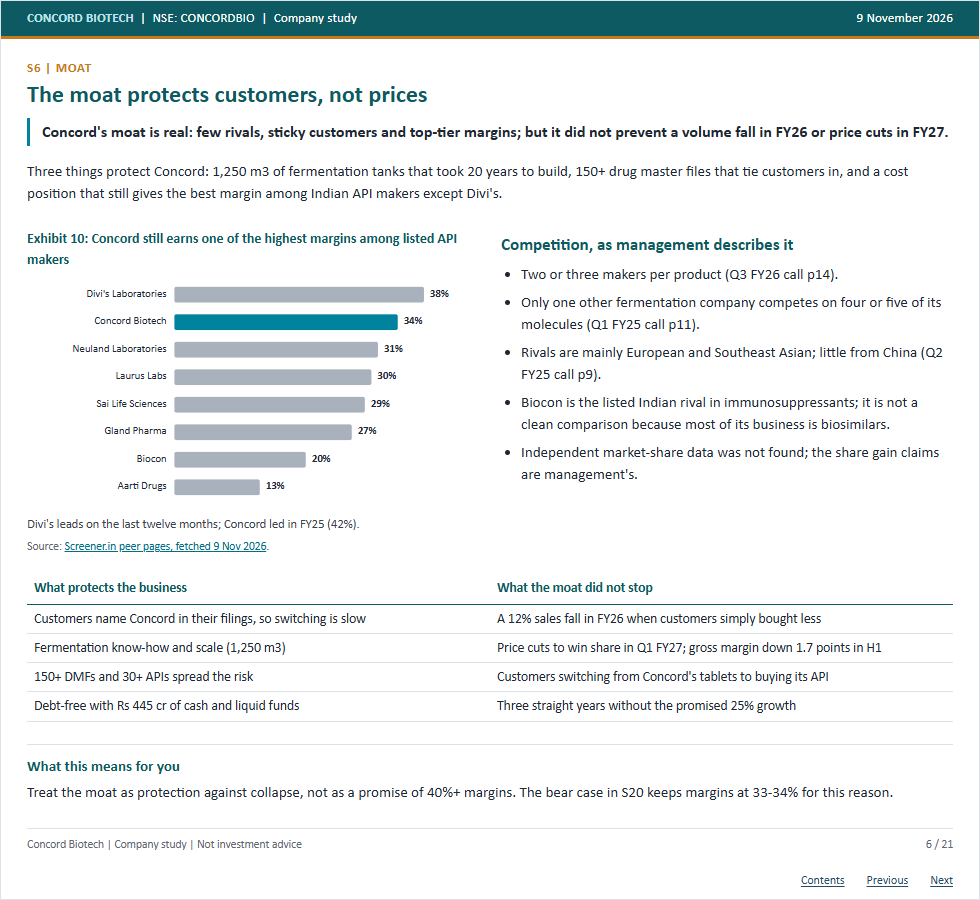 CONCORD BIOTECH | NSE: CONCORDBIO | Company study
9 November 2026
S6 | MOAT
The moat protects customers, not prices
Concord's moat is real: few rivals, sticky customers and top-tier margins; but it did not prevent a volume fall in FY26 or price cuts in FY27.
Three things protect Concord: 1,250 m3 of fermentation tanks that took 20 years to build, 150+ drug master files that tie customers in, and a cost
position that still gives the best margin among Indian API makers except Divi's.
Exhibit 10: Concord still earns one of the highest margins among listed API
makers
Divi's Laboratories 38%
Concord Biotech 34%
Neuland Laboratories 31%
Laurus Labs 30%
Sai Life Sciences 29%
Gland Pharma 27%
Biocon 20%
Aarti Drugs 13%
Divi's leads on the last twelve months; Concord led in FY25 (42%).
Source: Screener.in peer pages, fetched 9 Nov 2026.
Competition, as management describes it
• Two or three makers per product (Q3 FY26 call p14).
• Only one other fermentation company competes on four or five of its
molecules (Q1 FY25 call p11).
• Rivals are mainly European and Southeast Asian; little from China (Q2
FY25 call p9).
• Biocon is the listed Indian rival in immunosuppressants; it is not a
clean comparison because most of its business is biosimilars.
• Independent market-share data was not found; the share gain claims
are management's.
What protects the business What the moat did not stop
Customers name Concord in their filings, so switching is slow A 12% sales fall in FY26 when customers simply bought less
Fermentation know-how and scale (1,250 m3) Price cuts to win share in Q1 FY27; gross margin down 1.7 points in H1
150+ DMFs and 30+ APIs spread the risk Customers switching from Concord's tablets to buying its API
Debt-free with Rs 445 cr of cash and liquid funds Three straight years without the promised 25% growth
What this means for you
Treat the moat as protection against collapse, not as a promise of 40%+ margins. The bear case in S20 keeps margins at 33-34% for this reason.
Concord Biotech | Company study | Not investment advice
6 / 21
Contents Previous Next